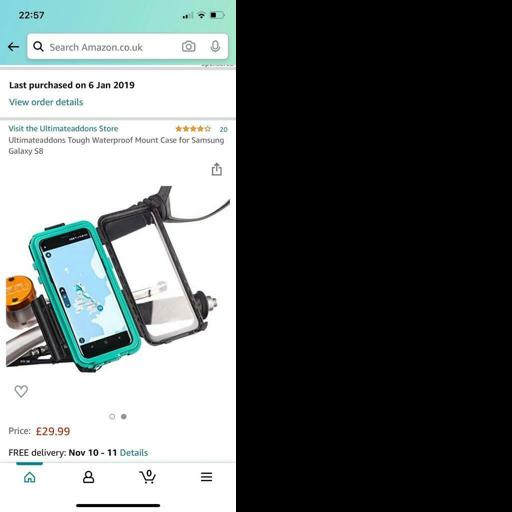 22:57
Search Amazon.co.uk
Last purchased on 6 Jan 2019
View order details
Visit the Ultimateaddons Store
20
Ultimateaddons Tough Waterproof Mount Case for Samsung
Galaxy S8
Price: £29.99
FREE delivery: Nov 10 - 11 Details
0